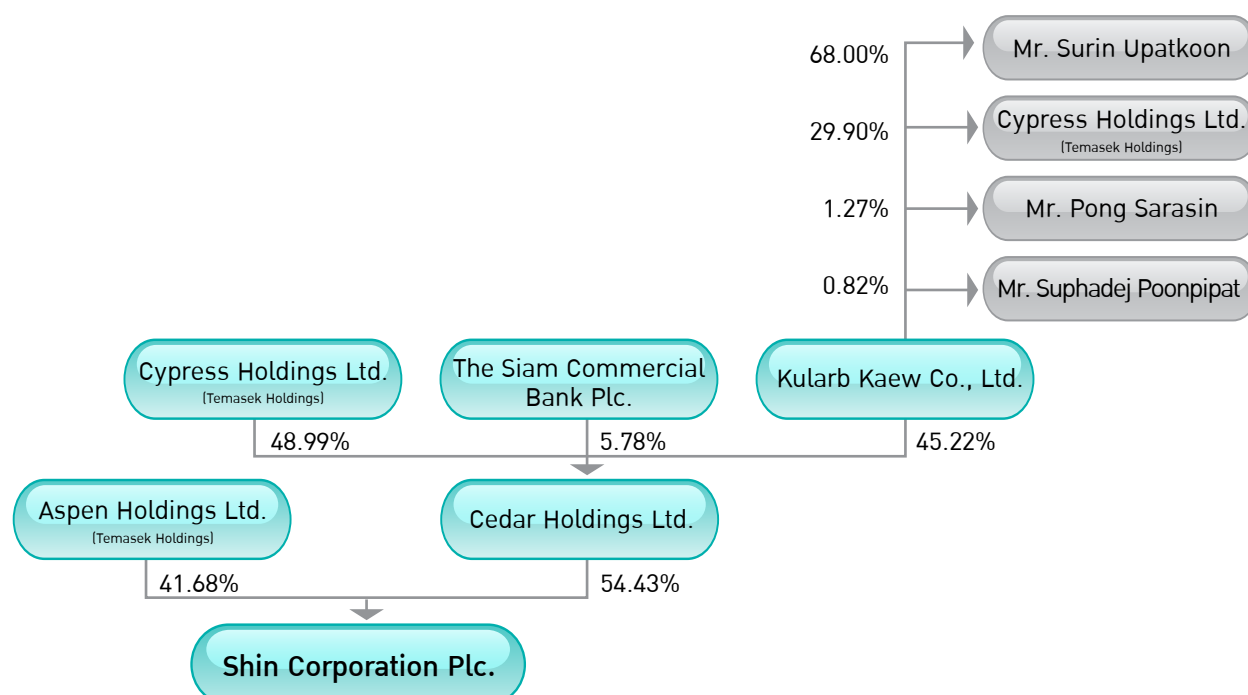 68.00%
Mr. Surin Upatkoon
29.90%
Cypress Holdings Ltd.
(Temasek Holdings)
1.27%
Mr. Pong Sarasin
0.82%
Mr. Suphadej Poonpipat
Cypress Holdings Ltd.
(Temasek Holdings)
The Siam Commercial
Bank Plc.
Kularb Kaew Co., Ltd.
48.99%
5.78%
45.22%
Aspen Holdings Ltd.
(Temasek Holdings)
Cedar Holdings Ltd.
41.68%
54.43%
Shin Corporation Plc.